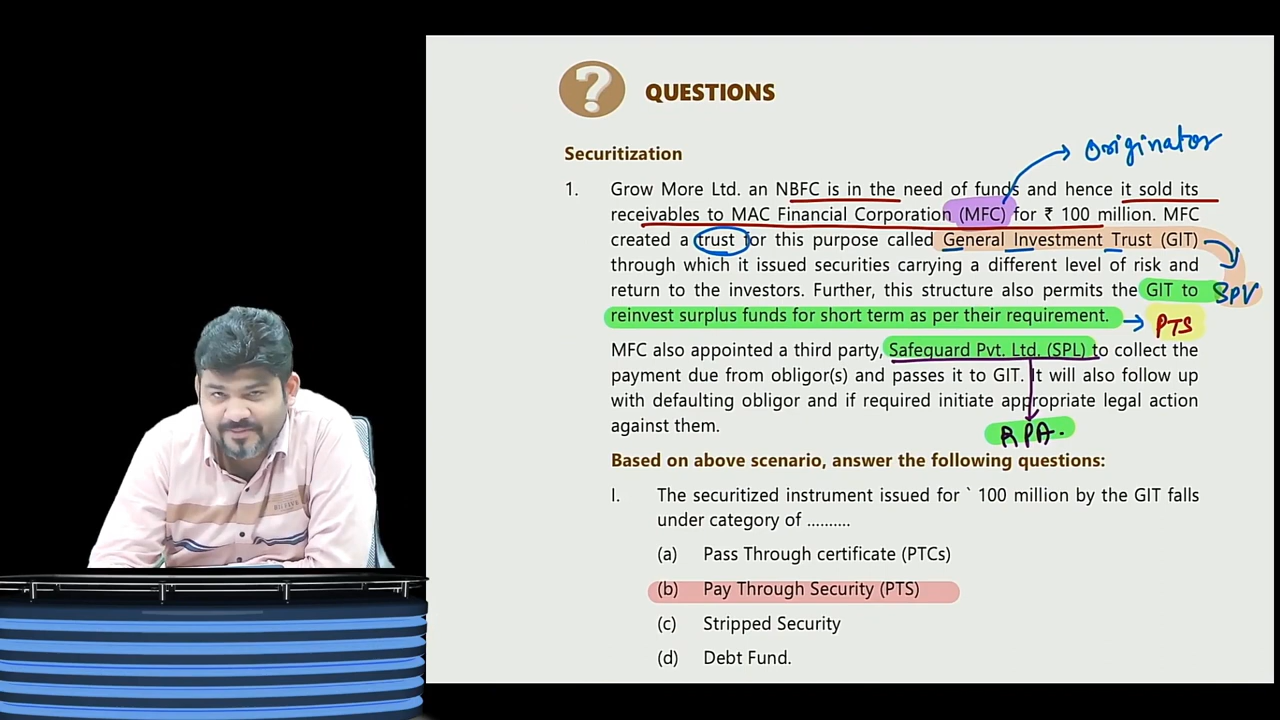 ?
QUESTIONS
Originator
Securitization
1. Grow More Ltd. an NBFC is in the need of funds and hence it sold its
receivables to MAC Financial Corporation (MFC) for ₹ 100 million. MFC
created a trust for this purpose called General Investment Trust (GIT)
through which it issued securities carrying a different level of risk and
return to the investors. Further, this structure also permits the GIT to
SPV
reinvest surplus funds for short term as per their requirement.
PTS
MFC also appointed a third party, Safeguard Pvt. Ltd. (SPL) to collect the
payment due from obligor(s) and passes it to GIT. It will also follow up
with defaulting obligor and if required initiate appropriate legal action
against them.
RPA.
Based on above scenario, answer the following questions:
I. The securitized instrument issued for ` 100 million by the GIT falls
under category of ..........
(a) Pass Through certificate (PTCs)
(b) Pay Through Security (PTS)
(c) Stripped Security
(d) Debt Fund.